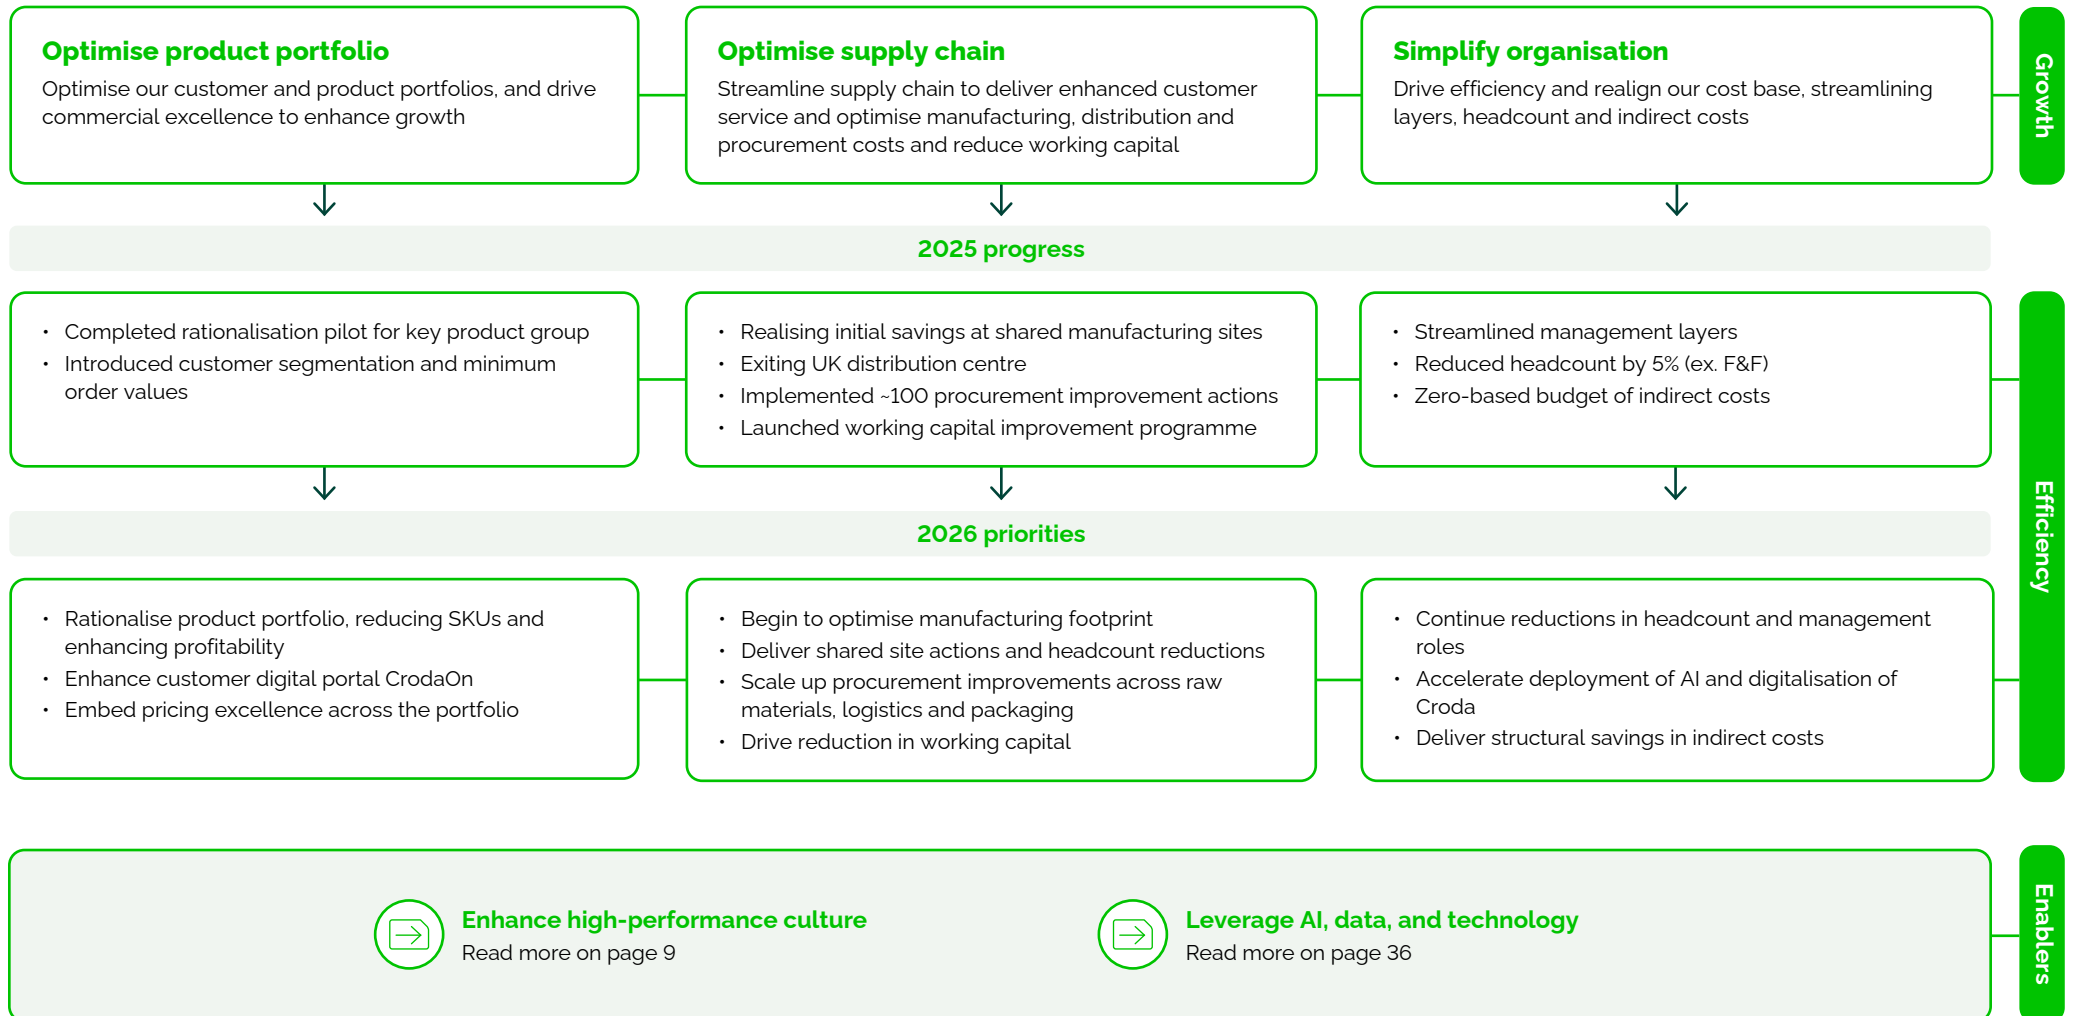 Optimise product portfolio
Optimise our customer and product portfolios, and drive
commercial excellence to enhance growth
Optimise supply chain
Streamline supply chain to deliver enhanced customer
service and optimise manufacturing, distribution and
procurement costs and reduce working capital
Simplify organisation
Drive efficiency and realign our cost base, streamlining
layers, headcount and indirect costs
Growth
2025 progress
• Completed rationalisation pilot for key product group
• Introduced customer segmentation and minimum
order values
• Realising initial savings at shared manufacturing sites
• Exiting UK distribution centre
• Implemented ~100 procurement improvement actions
• Launched working capital improvement programme
• Streamlined management layers
• Reduced headcount by 5% (ex. F&F)
• Zero-based budget of indirect costs
Efficiency
2026 priorities
• Rationalise product portfolio, reducing SKUs and
enhancing profitability
• Enhance customer digital portal CrodaOn
• Embed pricing excellence across the portfolio
• Begin to optimise manufacturing footprint
• Deliver shared site actions and headcount reductions
• Scale up procurement improvements across raw
materials, logistics and packaging
• Drive reduction in working capital
• Continue reductions in headcount and management
roles
• Accelerate deployment of AI and digitalisation of
Croda
• Deliver structural savings in indirect costs
Enhance high-performance culture
Read more on page 9
Leverage AI, data, and technology
Read more on page 36
Enablers